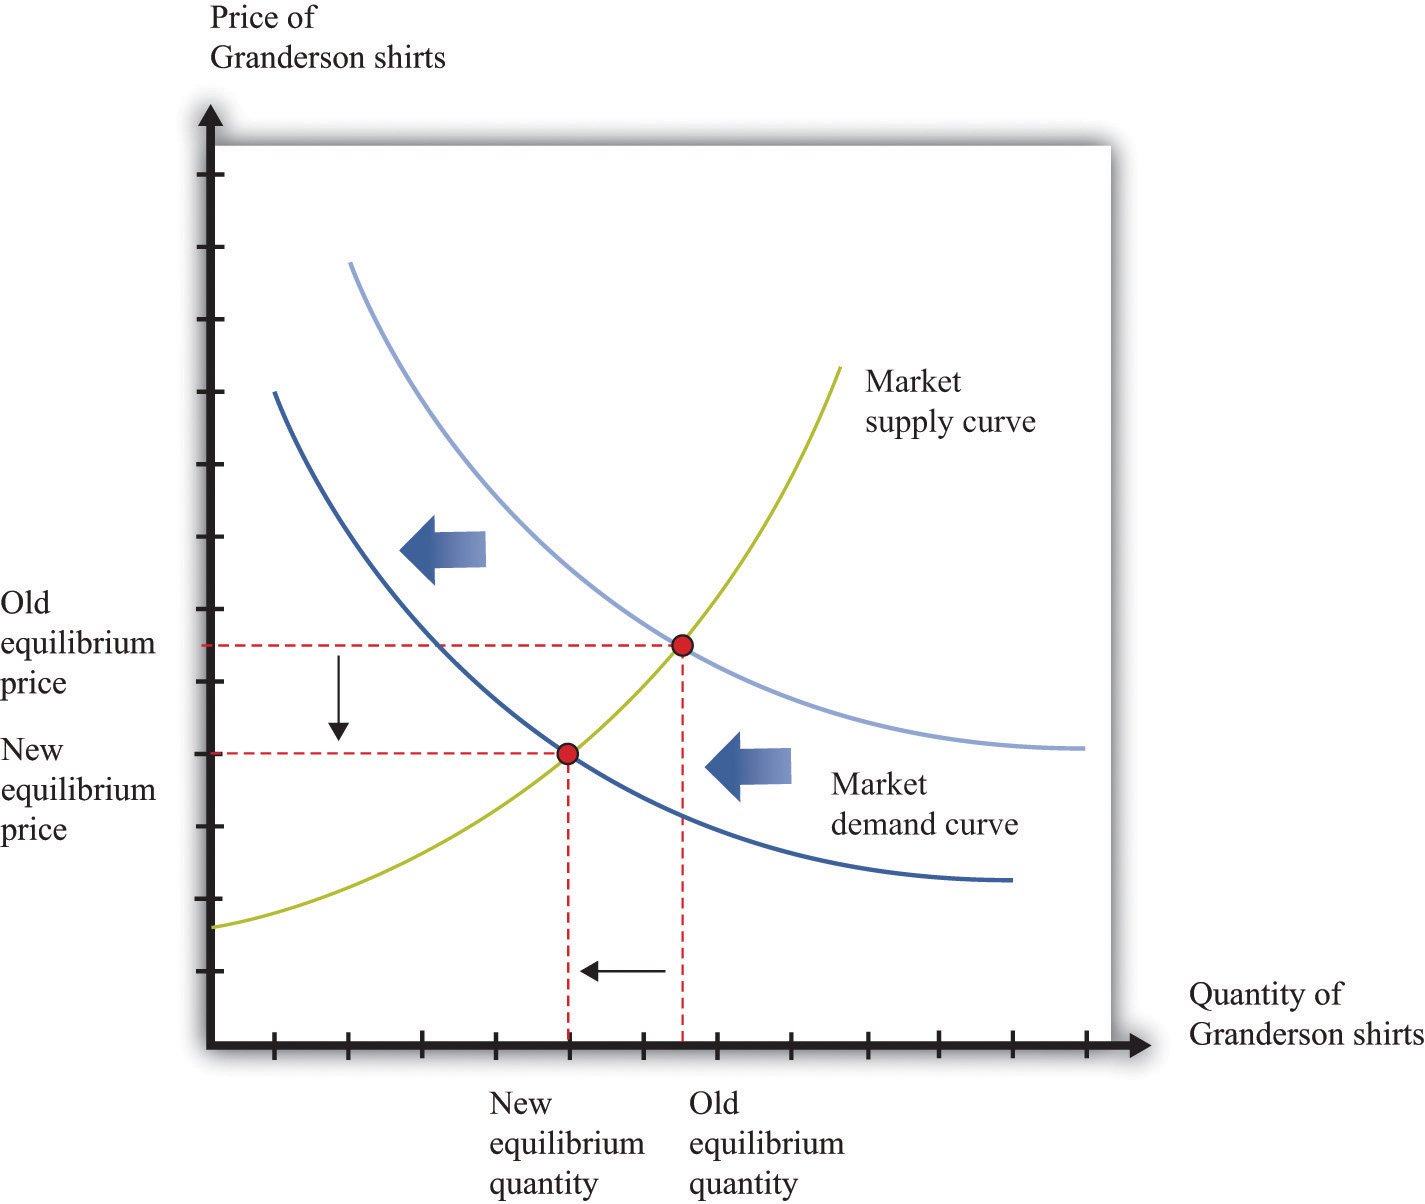 Price of
Granderson shirts
Market
supply curve
Old
equilibrium
price
New
equilibrium
price
Market
demand curve
Quantity of
Granderson shirts
New
equilibrium
quantity
Old
equilibrium
quantity